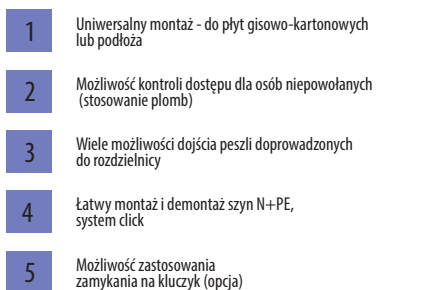 1
Uniwersalny montaż - do płyt gisowo-kartonowych
lub podłoża
2
Możliwość kontroli dostępu dla osób niepowołanych
(stosowanie plomb)
3
Wiele możliwości dojścia peszli doprowadzonych
do rozdzielnicy
4
Łatwy montaż i demontaż szyn N+PE,
system click
5
Możliwość zastosowania
zamykania na kluczyk (opcja)